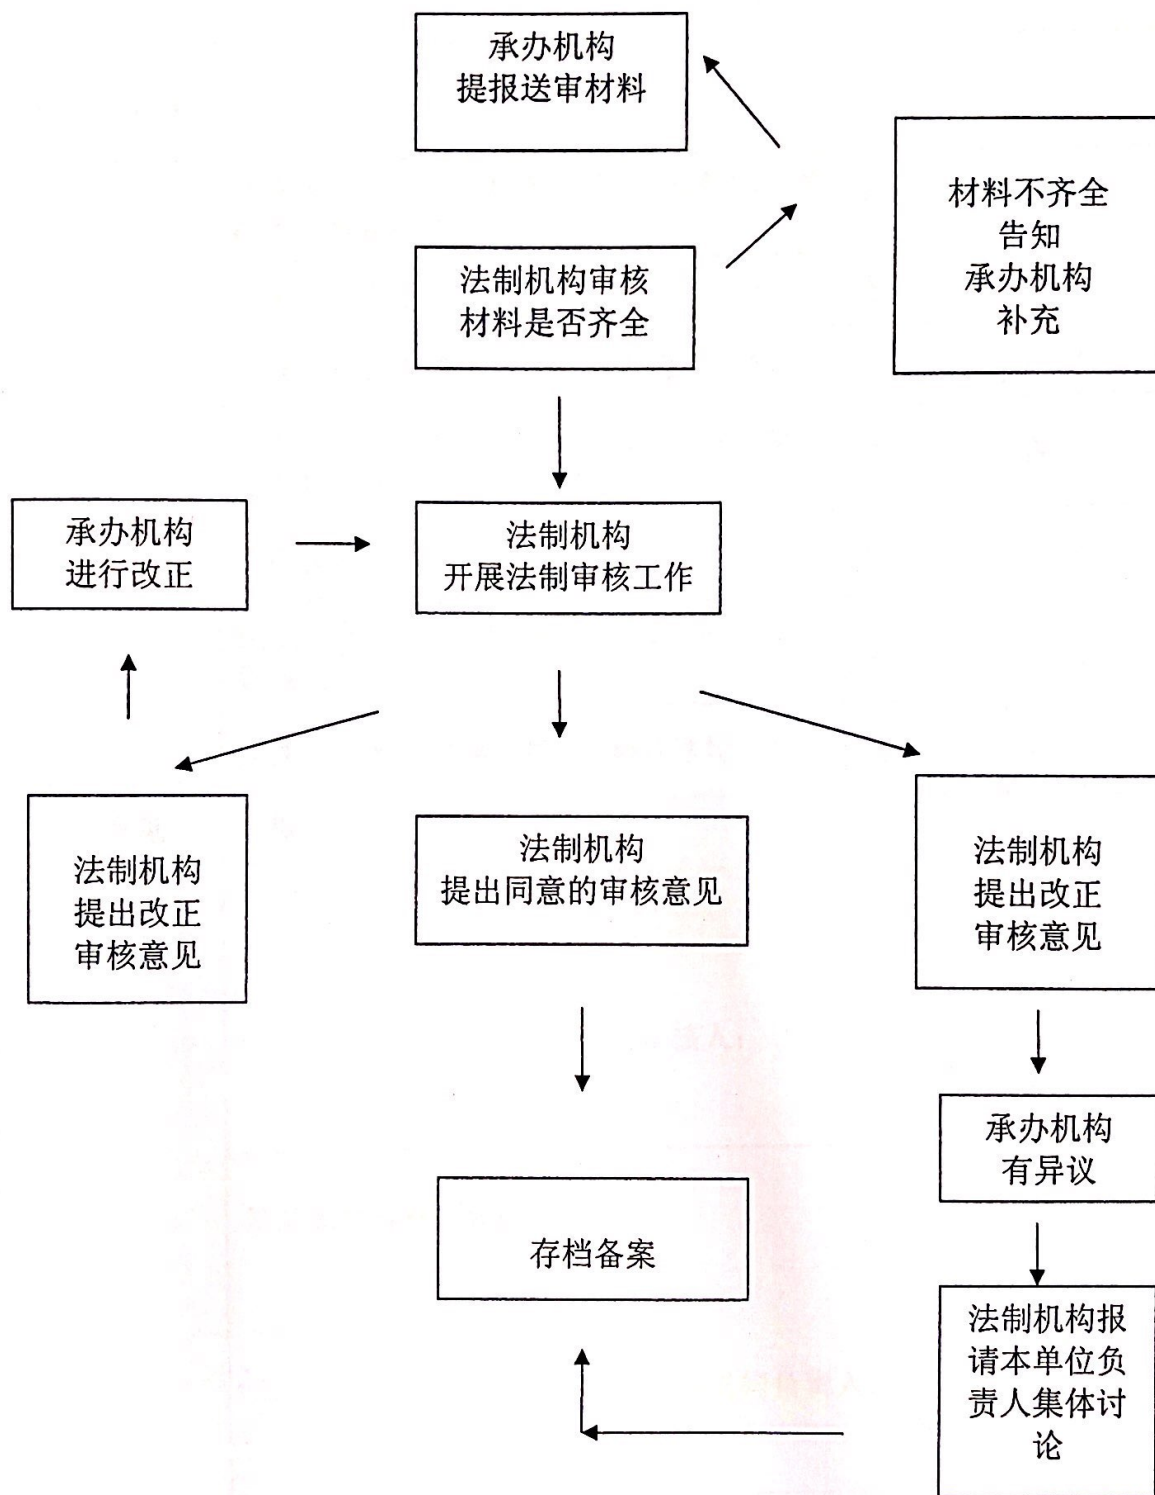 承办机构
提报送审材料
材料不齐全
告知
承办机构
补充
法制机构审核
材料是否齐全
承办机构
进行改正
法制机构
开展法制审核工作
法制机构
提出改正
审核意见
法制机构
提出同意的审核意见
法制机构
提出改正
审核意见
承办机构
有异议
存档备案
法制机构报
请本单位负
责人集体讨
论